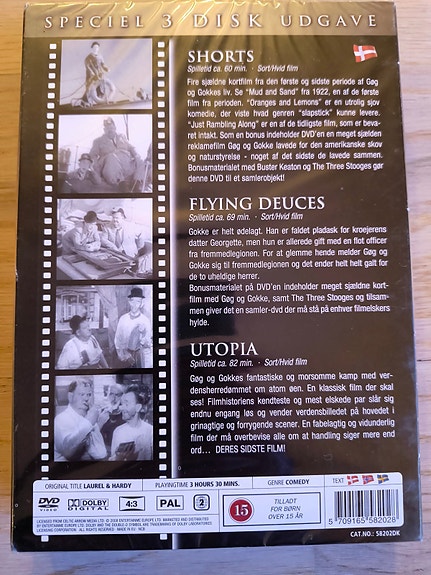 SPECIEL 3 DISK UDGAVE
SHORTS
Spilletid ca. 60 min. · Sort/Hvid film
Fire sjældne kortfilm fra den første og sidste periode af Gøg
og Gokkes liv. Se "Mud and Sand" fra 1922, en af de første
film fra perioden. "Oranges and Lemons" er en utrolig sjov
komedie, der viste hvad genren "slapstick" kunne levere.
"Just Rambling Along" er en af de tidligste film, som er beva-
ret intakt. Som en bonus indeholder DVD'en en meget sjælden
reklamefilm Gøg og Gokke lavede for den amerikanske skov
og naturstyrelse - noget af det sidste de lavede sammen.
Bonusmaterialet med Buster Keaton og The Three Stooges gør
denne DVD til et samlerobjekt!
FLYING DEUCES
Spilletid ca. 69 min. · Sort/Hvid film
Gokke er helt ødelagt. Han er faldet pladask for kroejerens
datter Georgette, men hun er allerede gift med en flot officer
fra fremmedlegionen. For at glemme hende melder Gøg og
Gokke sig til fremmedlegionen og det ender helt helt galt for
de to uheldige herrer.
Bonusmaterialet på DVD'en indeholder meget sjælden kort-
film med Gøg og Gokke, samt The Three Stooges og tilsam-
men giver det en samler-dvd der må stå på enhver filmelskers
hylde.
UTOPIA
Spilletid ca. 82 min. · Sort/Hvid film
Gøg og Gokkes fantastiske og morsomme kamp med ver-
densherredømmet om atom øen. En klassisk film der skal
ses! Filmhistoriens kendteste og mest elskede par slår sig
endnu engang løs og vender verdensbilledet på hovedet i
grinagtige og forrygende scener. En fabelagtig og vidunderlig
film der må overbevise alle om at handling siger mere end
ord... DERES SIDSTE FILM!
ORIGINAL TITLE LAUREL & HARDY PLAYINGTIME 3 HOURS 30 MINS. GENRE COMEDY TEXT
DVD VIDEO DOLBY DIGITAL 4:3 PAL 2 15 TILLADT FOR BØRN OVER 15 ÅR
5 709165 582028
CAT.NO.: 58202DK